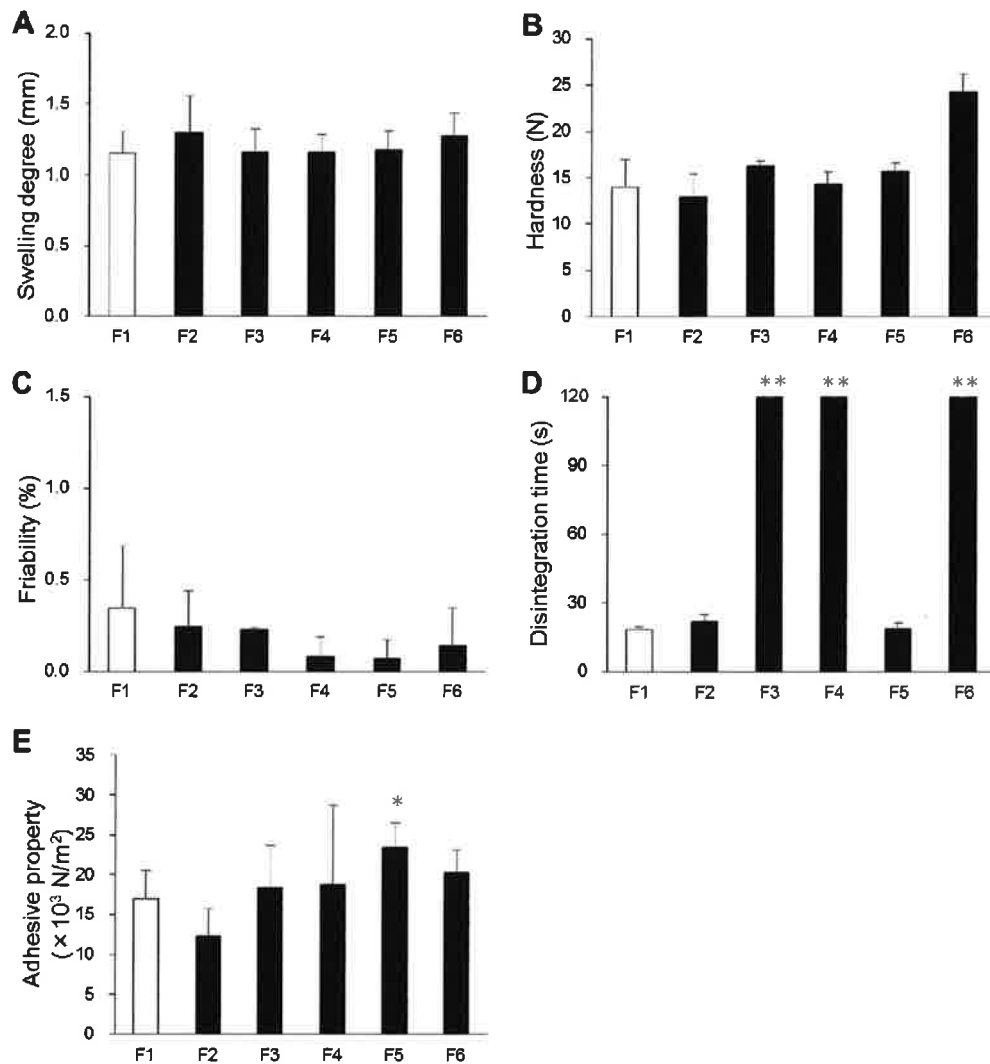 A
Swelling degree (mm)
2.0
1.5
1.0
0.5
0.0
F1 F2 F3 F4 F5 F6
B
Hardness (N)
30
25
20
15
10
5
0
F1 F2 F3 F4 F5 F6
C
Friability (%)
1.5
1.0
0.5
0.0
F1 F2 F3 F4 F5 F6
D
Disintegration time (s)
120
90
60
30
0
** ** **
F1 F2 F3 F4 F5 F6
E
Adhesive property
(×10³ N/m²)
35
30
25
20
15
10
5
0
*
F1 F2 F3 F4 F5 F6